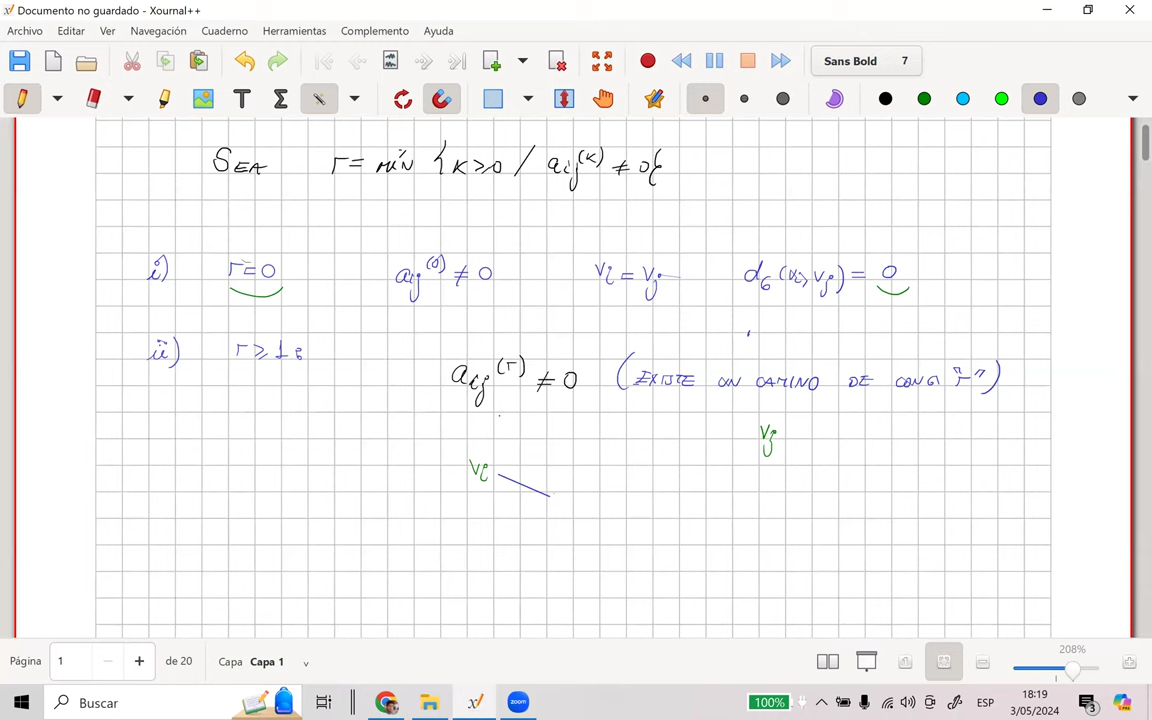 Documento no guardado - Xournal++
Archivo Editar Ver Navegación Cuaderno Herramientas Complemento Ayuda
Sans Bold 7
SEA r = mín {k ≥ 0 / aij^(k) ≠ 0}
i) r = 0 aij^(0) ≠ 0 vi = vj dG(vi, vj) = 0
ii) r ≥ 1:
aij^(r) ≠ 0 (EXISTE UN CAMINO DE LONGI "r")
vj
vi
208%
Página 1 de 20 Capa Capa 1
Buscar
100% ESP 18:19
3/05/2024
3